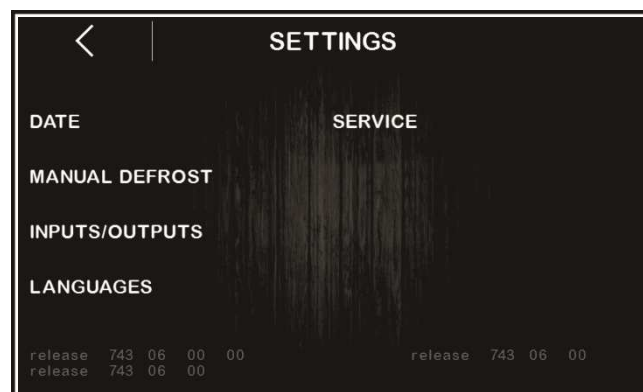 SETTINGS
DATE
SERVICE
MANUAL DEFROST
INPUTS/OUTPUTS
LANGUAGES
release 743 06 00 00
release 743 06 00
release 743 06 00